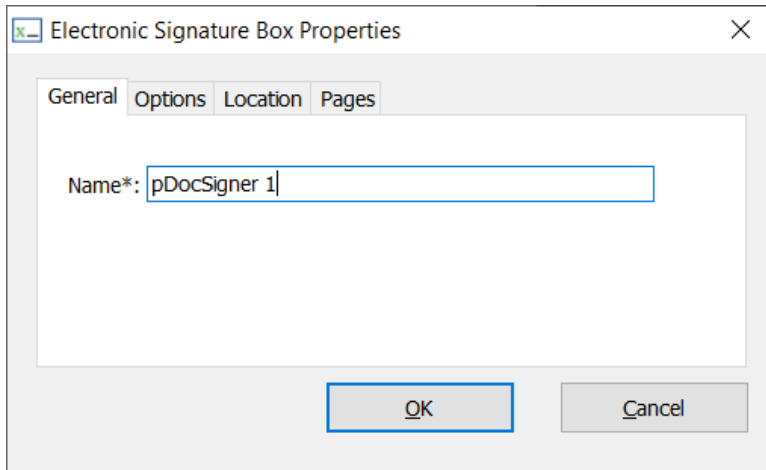 Electronic Signature Box Properties
General Options Location Pages
Name*: pDocSigner 1
OK Cancel